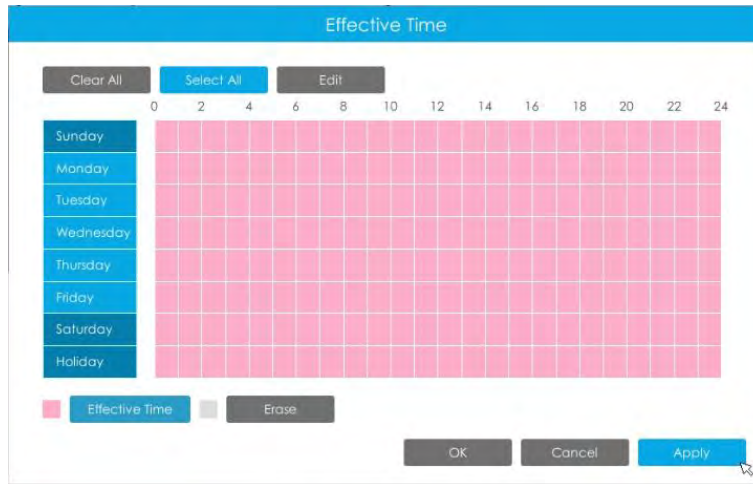 Effective Time
Clear All Select All Edit
0 2 4 6 8 10 12 14 16 18 20 22 24
Sunday
Monday
Tuesday
Wednesday
Thursday
Friday
Saturday
Holiday
Effective Time Erase
OK Cancel Apply